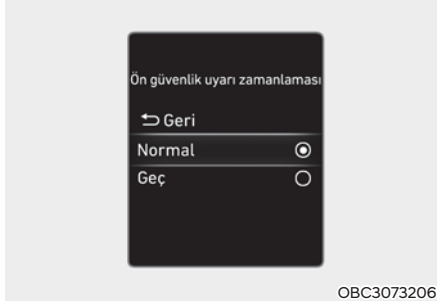 Ön güvenlik uyarı zamanlaması
Geri
Normal
Geç
OBC3073206